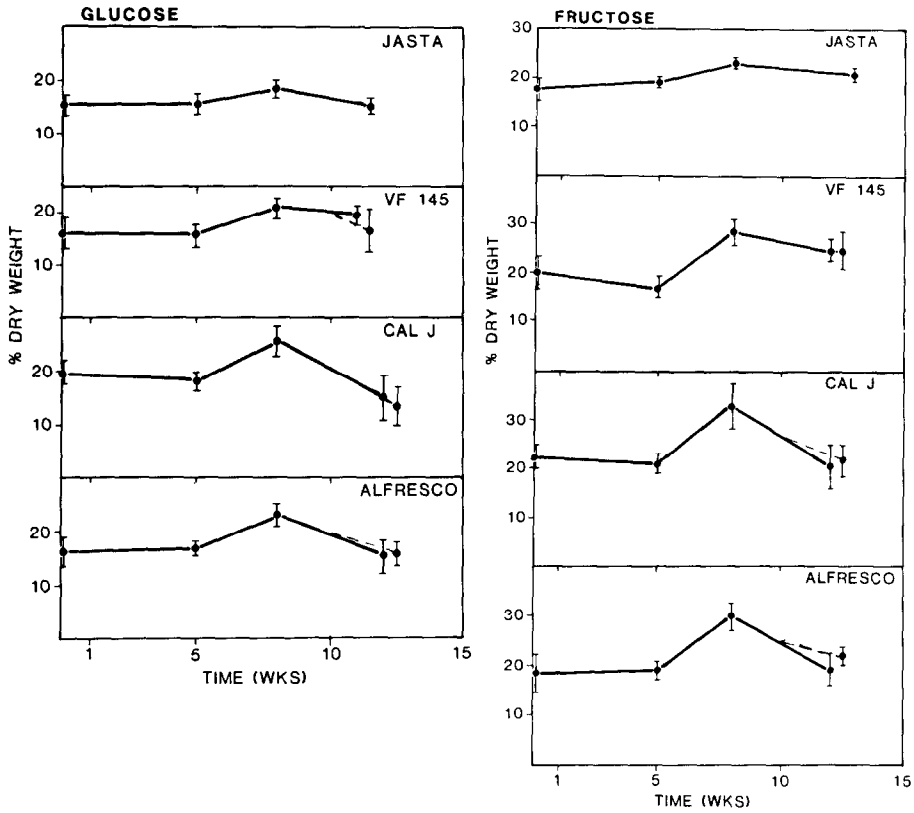 GLUCOSE
JASTA
20
10
VF 145
20
10
CAL J
20
10
ALFRESCO
20
10
% DRY WEIGHT
1 5 10 15
TIME (WKS)
FRUCTOSE
30
JASTA
20
10
VF 145
30
20
10
CAL J
30
20
10
ALFRESCO
30
20
10
% DRY WEIGHT
1 5 10 15
TIME (WKS)